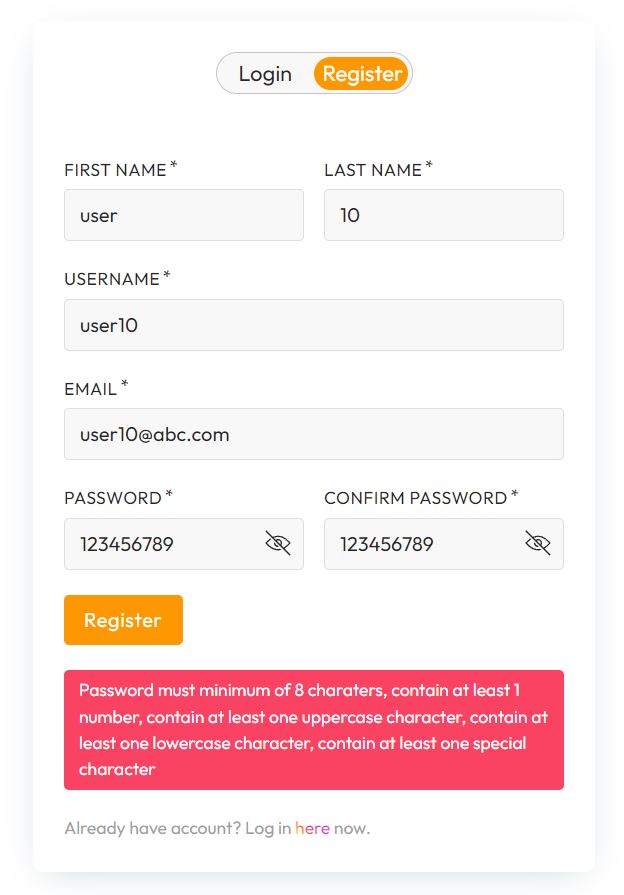 Login Register
FIRST NAME * LAST NAME *
user 10
USERNAME *
user10
EMAIL *
user10@abc.com
PASSWORD * CONFIRM PASSWORD *
123456789 123456789
Register
Password must minimum of 8 charaters, contain at least 1
number, contain at least one uppercase character, contain at
least one lowercase character, contain at least one special
character
Already have account? Log in here now.